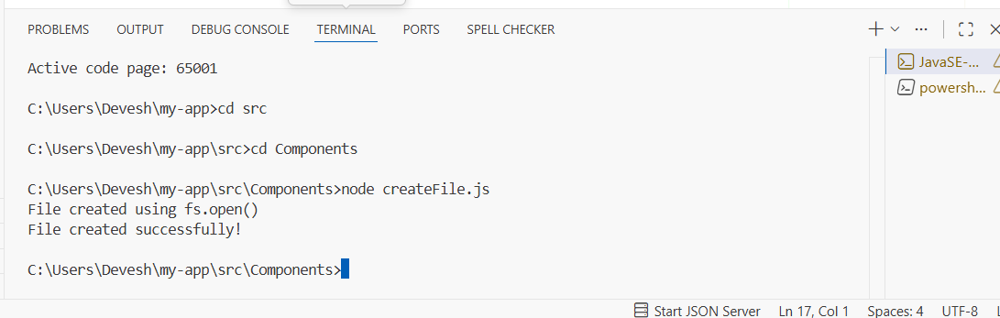 PROBLEMS OUTPUT DEBUG CONSOLE TERMINAL PORTS SPELL CHECKER
Active code page: 65001
C:\Users\Devesh\my-app>cd src
C:\Users\Devesh\my-app\src>cd Components
C:\Users\Devesh\my-app\src\Components>node createFile.js
File created using fs.open()
File created successfully!
C:\Users\Devesh\my-app\src\Components>
JavaSE-...
powersh...
Start JSON Server Ln 17, Col 1 Spaces: 4 UTF-8